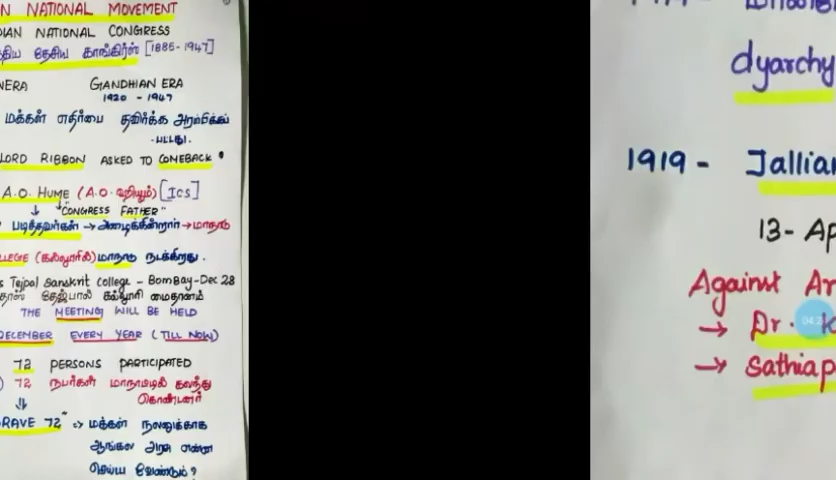 N NATIONAL MOVEMENT
DIAN NATIONAL CONGRESS
திய தேசிய காங்கிரஸ் [1885-1947]
NERA GANDHIAN ERA
1920 - 1947
மக்கள் எதிர்பை தவிர்க்க அரம்பிக்கப்
-பட்டது.
LORD RIBBON ASKED TO COMEBACK
A.O. HUME (A.O. ஹியூம்) [ICS]
↓ "CONGRESS FATHER"
படித்தவர்கள் → அழைக்கின்றார் → மாநாடு
LLEGE (கல்லூரியில்) மாநாடு நடக்கிறது.
s Tejpal Sanskrit College - Bombay-Dec 28
தாஸ் தேஜ்பால் கல்லூரி மைதானம்
THE MEETING WILL BE HELD
DECEMBER EVERY YEAR (TILL NOW)
72 PERSONS PARTICIPATED
) 72 நபர்கள் மாநாட்டில் கலந்து
கொண்டனர்
⇓
BRAVE 72" => மக்கள் நலனுக்காக
ஆங்கில அரசு என்ன
செய்ய வேண்டும்?
dyarchy
1919 - Jallian
13- Ap
Against Ar
→ Dr. K
→ Sathiap